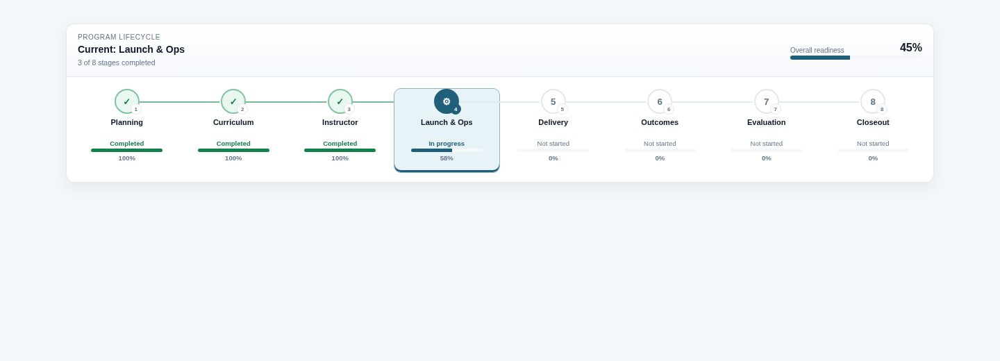 PROGRAM LIFECYCLE
Current: Launch & Ops
3 of 8 stages completed
Overall readiness 45%
✓ 1 ✓ 2 ✓ 3 ⚙ 4 5 5 6 6 7 7 8 8
Planning Curriculum Instructor Launch & Ops Delivery Outcomes Evaluation Closeout
Completed Completed Completed In progress Not started Not started Not started Not started
100% 100% 100% 58% 0% 0% 0% 0%